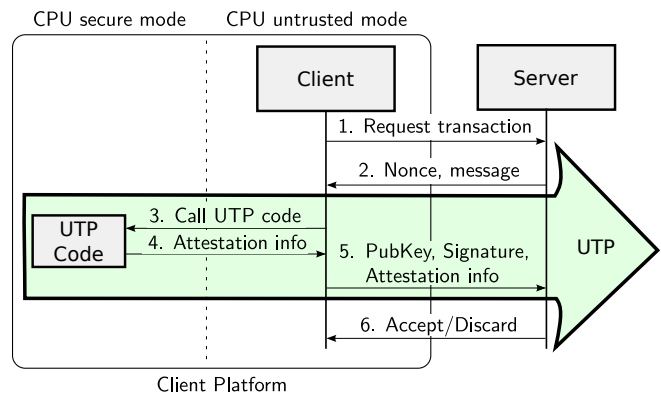 CPU secure mode
CPU untrusted mode
Client
Server
1. Request transaction
2. Nonce, message
3. Call UTP code
UTP
Code
4. Attestation info
5. PubKey, Signature,
Attestation info
UTP
6. Accept/Discard
Client Platform